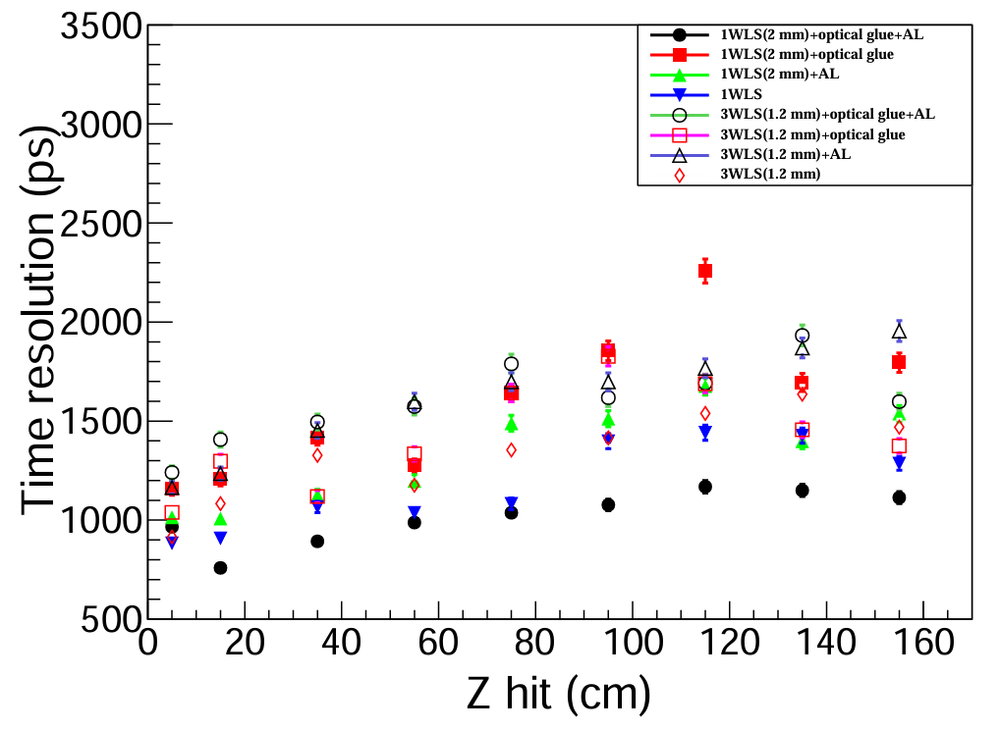 3500
3000
2500
2000
1500
1000
500
Time resolution (ps)
1WLS(2 mm)+optical glue+AL
1WLS(2 mm)+optical glue
1WLS(2 mm)+AL
1WLS
3WLS(1.2 mm)+optical glue+AL
3WLS(1.2 mm)+optical glue
3WLS(1.2 mm)+AL
3WLS(1.2 mm)
0 20 40 60 80 100 120 140 160
Z hit (cm)